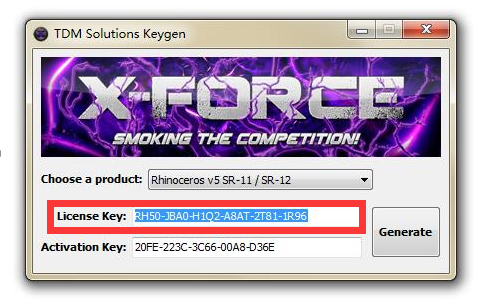 TDM Solutions Keygen
X-FORCE
SMOKING THE COMPETITION!
Choose a product: Rhinoceros v5 SR-11 / SR-12
License Key: RH50-JBA0-H1Q2-A8AT-2T81-1R96
Generate
Activation Key: 20FE-223C-3C66-00A8-D36E